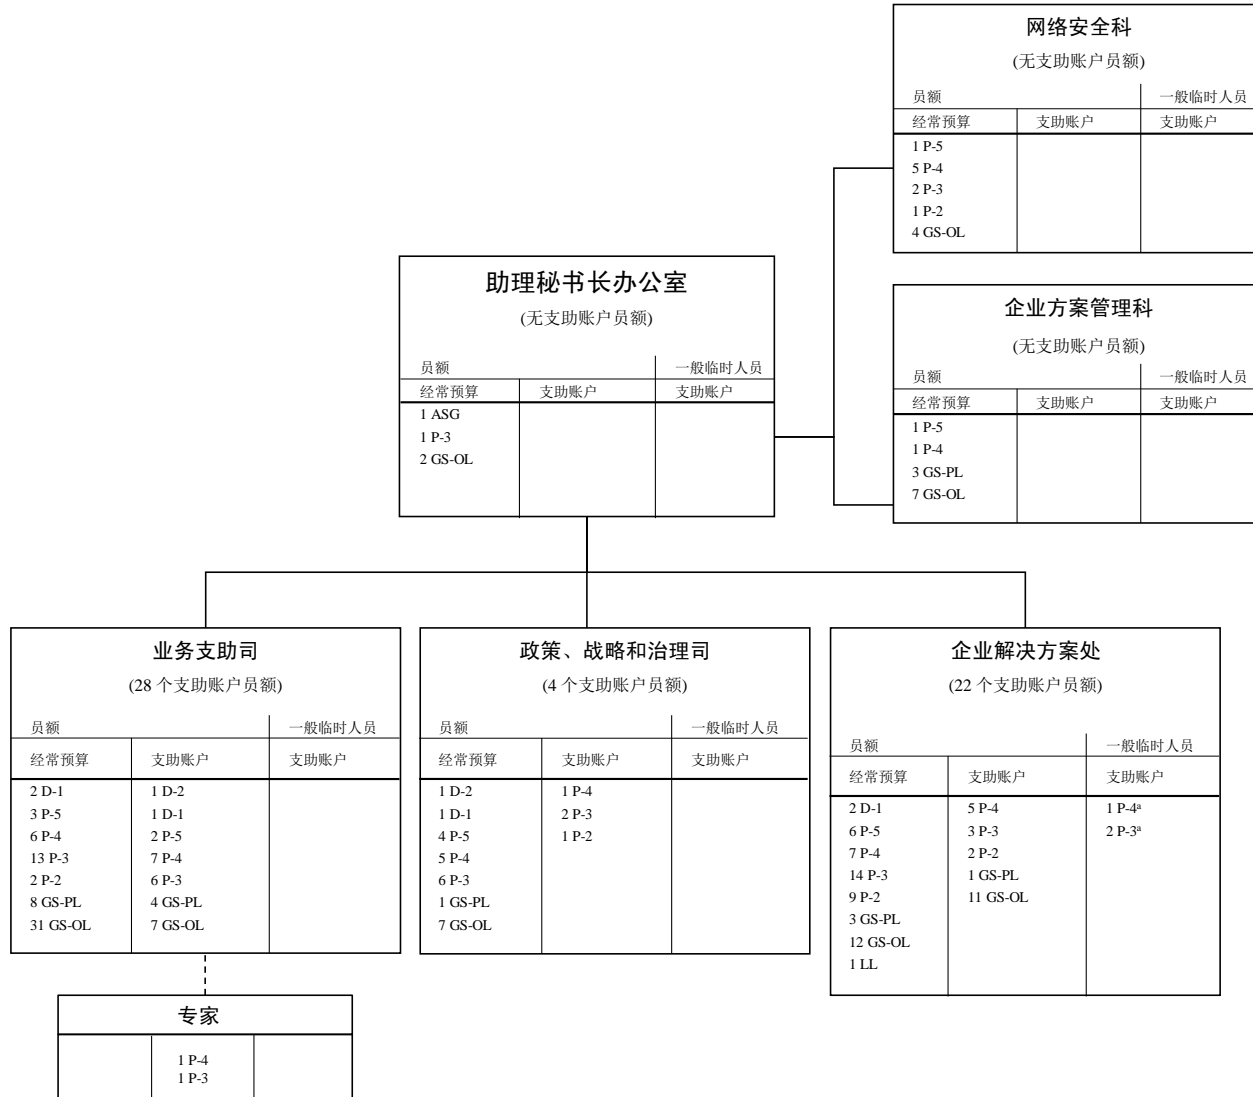 网络安全科
(无支助账户员额)
员额 一般临时人员
经常预算 支助账户 支助账户
1 P-5
5 P-4
2 P-3
1 P-2
4 GS-OL
助理秘书长办公室
(无支助账户员额)
员额 一般临时人员
经常预算 支助账户 支助账户
1 ASG
1 P-3
2 GS-OL
企业方案管理科
(无支助账户员额)
员额 一般临时人员
经常预算 支助账户 支助账户
1 P-5
1 P-4
3 GS-PL
7 GS-OL
业务支助司
(28 个支助账户员额)
员额 一般临时人员
经常预算 支助账户 支助账户
2 D-1 1 D-2
3 P-5 1 D-1
6 P-4 2 P-5
13 P-3 7 P-4
2 P-2 6 P-3
8 GS-PL 4 GS-PL
31 GS-OL 7 GS-OL
政策、战略和治理司
(4 个支助账户员额)
员额 一般临时人员
经常预算 支助账户 支助账户
1 D-2 1 P-4
1 D-1 2 P-3
4 P-5 1 P-2
5 P-4
6 P-3
1 GS-PL
7 GS-OL
企业解决方案处
(22 个支助账户员额)
员额 一般临时人员
经常预算 支助账户 支助账户
2 D-1 5 P-4 1 P-4ᵃ
6 P-5 3 P-3 2 P-3ᵃ
7 P-4 2 P-2
14 P-3 1 GS-PL
9 P-2 11 GS-OL
3 GS-PL
12 GS-OL
1 LL
专家
1 P-4
1 P-3